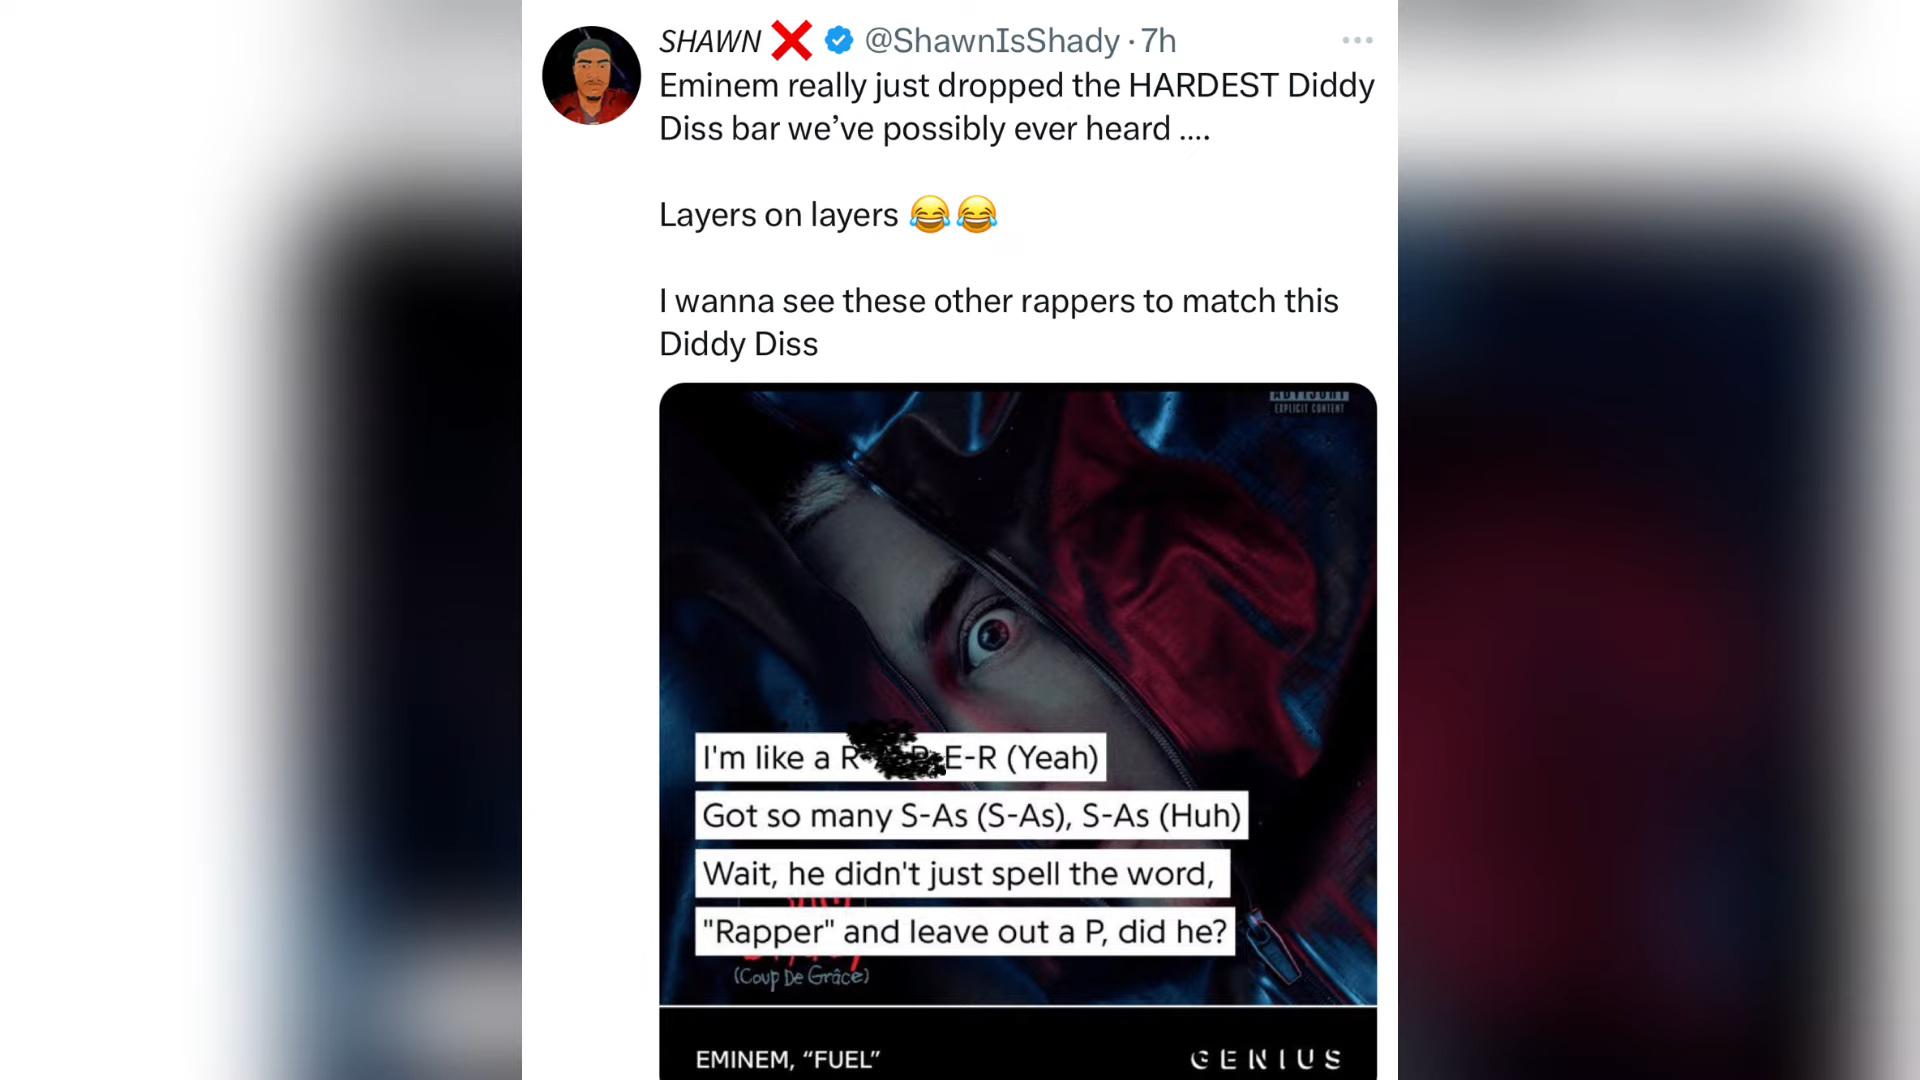 SHAWN ❌ @ShawnIsShady · 7h
Eminem really just dropped the HARDEST Diddy
Diss bar we’ve possibly ever heard ....
Layers on layers 😂😂
I wanna see these other rappers to match this
Diddy Diss
ADVISORY
EXPLICIT CONTENT
I'm like a R E-R (Yeah)
Got so many S-As (S-As), S-As (Huh)
Wait, he didn't just spell the word,
"Rapper" and leave out a P, did he?
(Coup De Grâce)
EMINEM, “FUEL”
GENIUS